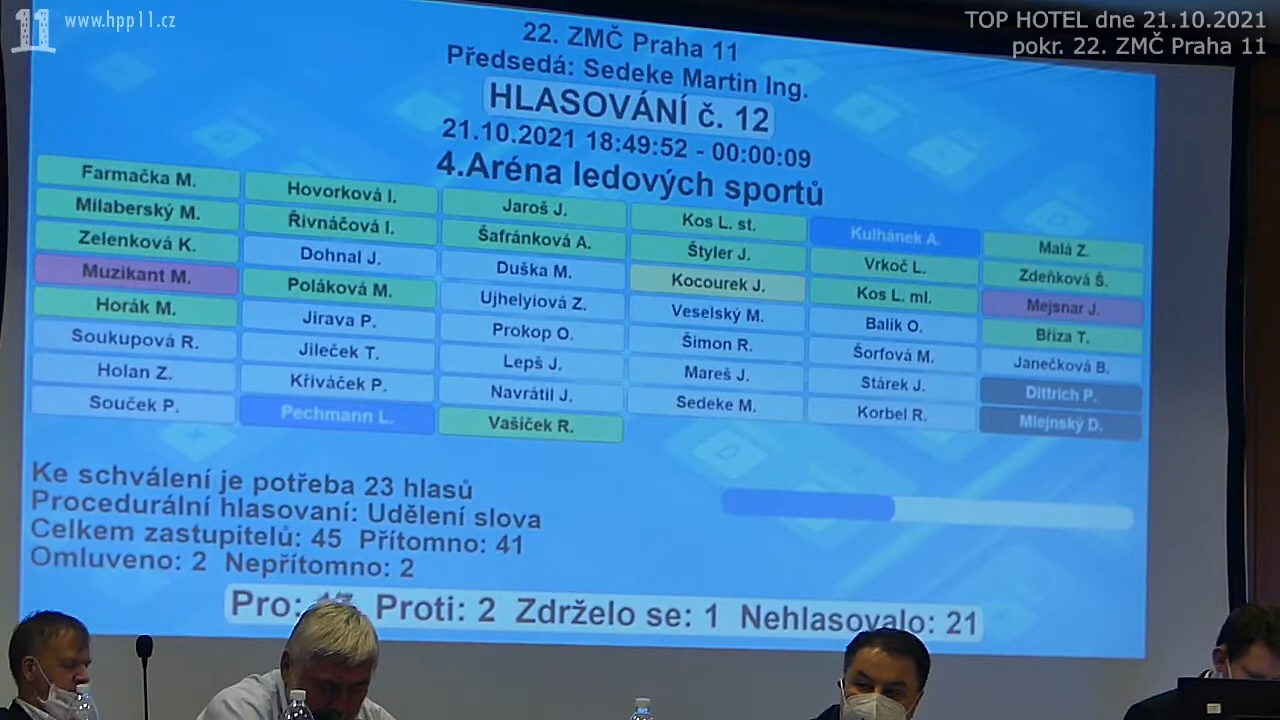 11 www.hpp11.cz
TOP HOTEL dne 21.10.2021
pokr. 22. ZMČ Praha 11
22. ZMČ Praha 11
Předsedá: Sedeke Martin Ing.
HLASOVÁNÍ č. 12
21.10.2021 18:49:52 - 00:00:09
4.Aréna ledových sportů
Farmačka M. Hovorková I. Jaroš J. Kos L. st. Kulhánek A. Malá Z.
Milaberský M. Řivnáčová I. Šafránková A. Štyler J. Vrkoč L. Zdeňková Š.
Zelenková K. Dohnal J. Duška M. Kocourek J. Kos L. ml. Mejsnar J.
Muzikant M. Poláková M. Ujhelyiová Z. Veselský M. Balík O. Bříza T.
Horák M. Jirava P. Prokop O. Šimon R. Šorfová M. Janečková B.
Soukupová R. Jileček T. Lepš J. Mareš J. Stárek J. Dittrich P.
Holan Z. Křiváček P. Navrátil J. Sedeke M. Korbel R. Mlejnský D.
Souček P. Pechmann L. Vašíček R.
Ke schválení je potřeba 23 hlasů
Procedurální hlasovaní: Udělení slova
Celkem zastupitelů: 45 Přítomno: 41
Omluveno: 2 Nepřítomno: 2
Pro: Proti: 2 Zdrželo se: 1 Nehlasovalo: 21